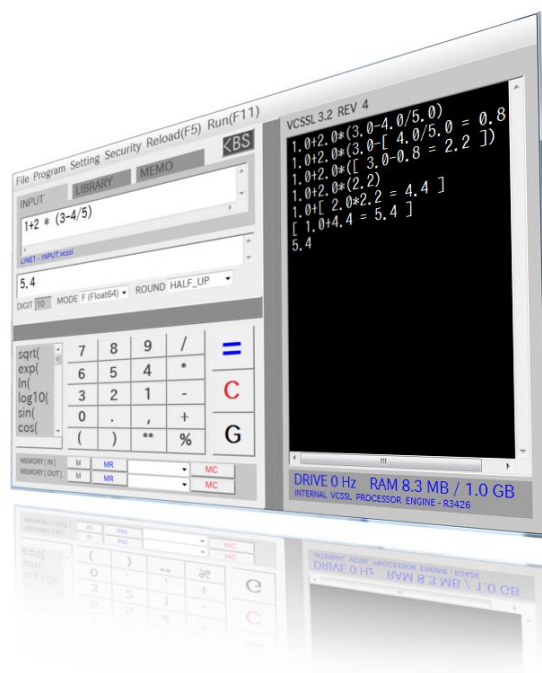 File Program Setting Security Reload(F5) Run(F11)
INPUT LIBRARY MEMO <BS
1+2 * (3-4/5)
LINE1 - INPUT.vcssl
5.4
DIGIT 10 MODE F (Float64) ROUND HALF_UP
sqrt(
exp(
ln(
log10(
sin(
cos(
7 8 9 / =
6 5 4 *
3 2 1 - C
0 . , +
( ) ** % G
MEMORY [ IN ] M MR MC
MEMORY [ OUT ] M MR MC
VCSSL 3.2 REV 4
1.0+2.0*(3.0-4.0/5.0)
1.0+2.0*(3.0-[ 4.0/5.0 = 0.8
1.0+2.0*([ 3.0-0.8 = 2.2 ])
1.0+2.0*(2.2)
1.0+[ 2.0*2.2 = 4.4 ]
[ 1.0+4.4 = 5.4 ]
5.4
DRIVE 0 Hz RAM 8.3 MB / 1.0 GB
INTERNAL VCSSL PROCESSOR ENGINE - R3426